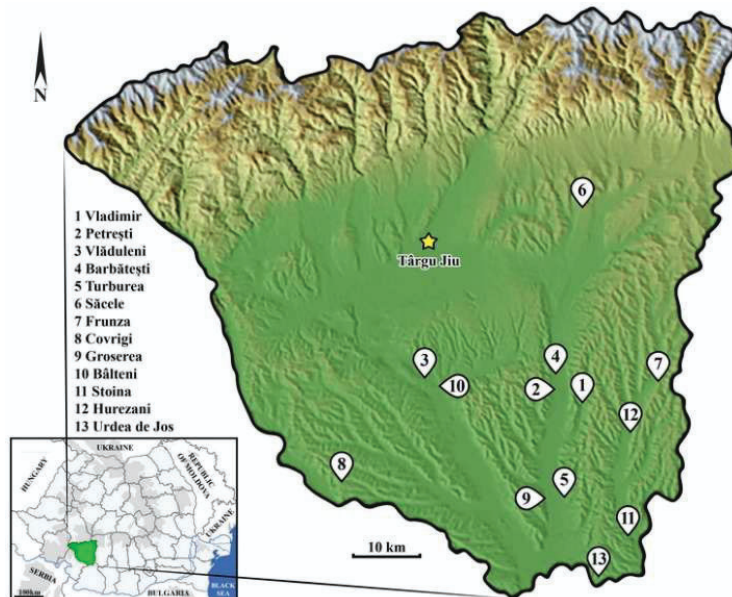 N
6
1 Vladimir
2 Petrești
3 Vlăduleni
4 Barbătești
5 Turburea
6 Săcele
7 Frunza
8 Covrigi
9 Groserea
10 Bâlteni
11 Stoina
12 Hurezani
13 Urdea de Jos
Târgu Jiu
3
4
7
10
2
1
12
8
5
9
11
13
10 km
UKRAINE
HUNGARY
REPUBLIC
OF MOLDOVA
UKRAINE
SERBIA
BULGARIA
BLACK
SEA
100km